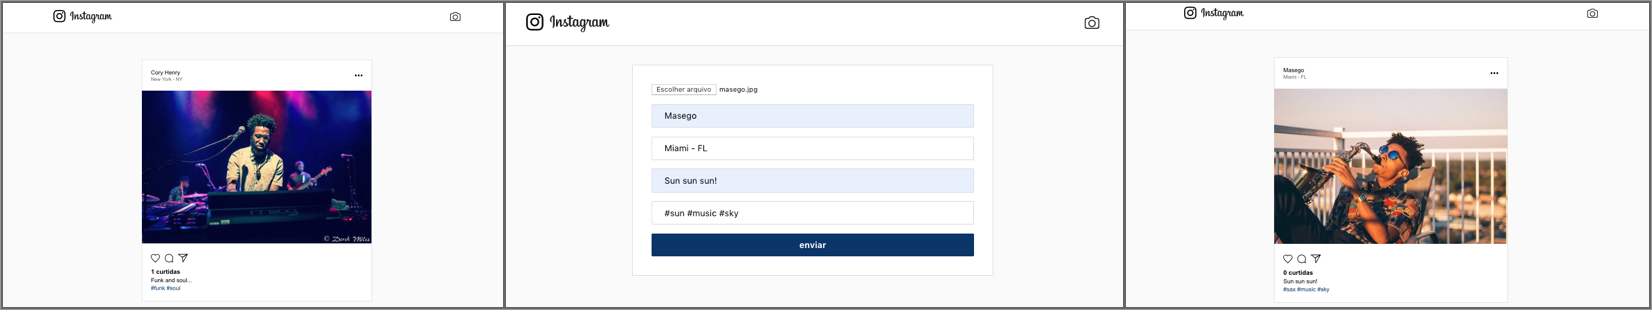 Instagram
Cory Henry
New York - NY
© Derek Miles
1 curtidas
Funk and soul...
#funk #soul
Instagram
Escolher arquivo masego.jpg
Masego
Miami - FL
Sun sun sun!
#sun #music #sky
enviar
Instagram
Masego
Miami - FL
0 curtidas
Sun sun sun!
#sax #music #sky